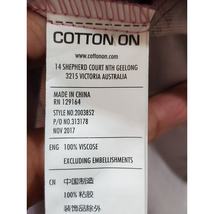 COTTON ON
www.cottonon.com
14 SHEPHERD COURT NTH GEELONG
3215 VICTORIA AUSTRALIA
MADE IN CHINA
RN 129164
STYLE NO.2003852
P/O NO.313178
NOV 2017
ENG 100% VISCOSE
EXCLUDING EMBELLISHMENTS
CN 中国制造
100% 粘胶
装饰品除外